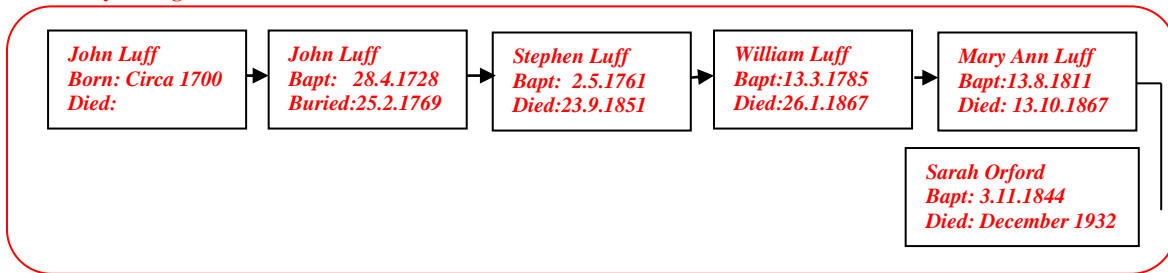 John Luff
Born: Circa 1700
Died:
John Luff
Bapt: 28.4.1728
Buried:25.2.1769
Stephen Luff
Bapt: 2.5.1761
Died:23.9.1851
William Luff
Bapt:13.3.1785
Died:26.1.1867
Mary Ann Luff
Bapt:13.8.1811
Died: 13.10.1867
Sarah Orford
Bapt: 3.11.1844
Died: December 1932